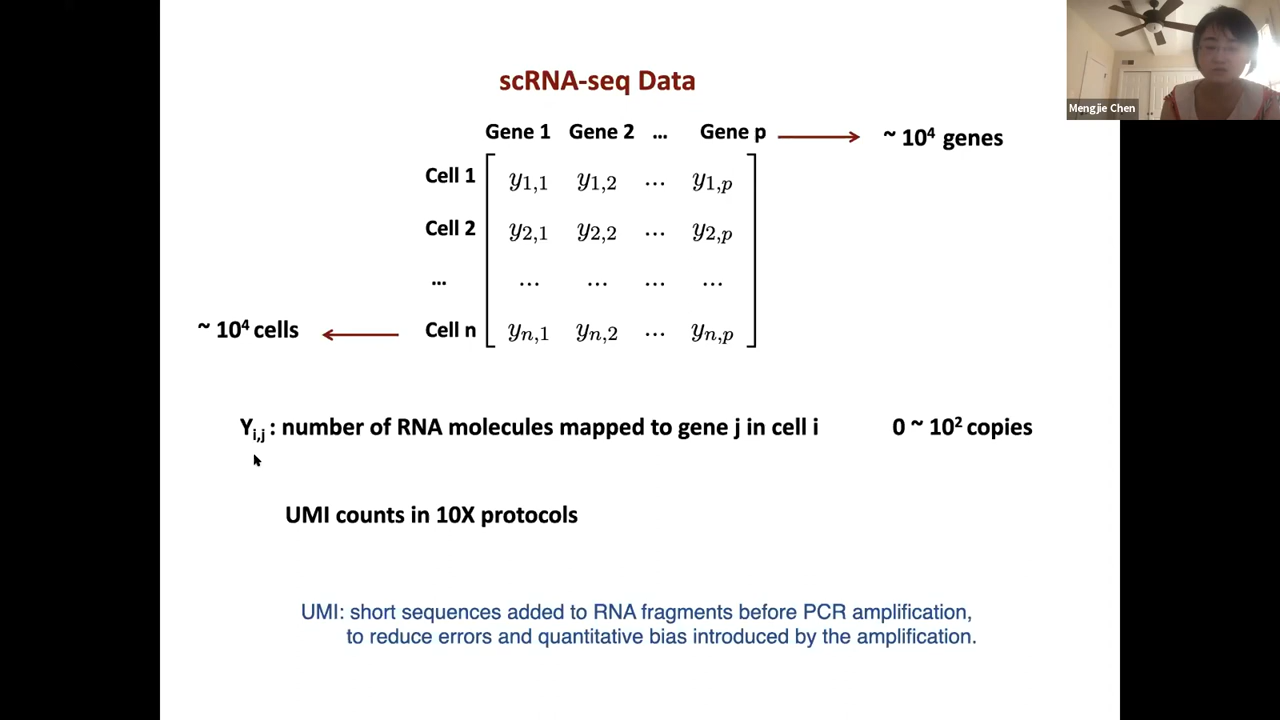 Mengjie Chen
scRNA-seq Data
Gene 1 Gene 2 ... Gene p ~ 10⁴ genes
Cell 1 y₁,₁ y₁,₂ ... y₁,p
Cell 2 y₂,₁ y₂,₂ ... y₂,p
... ... ... ... ...
~ 10⁴ cells Cell n yₙ,₁ yₙ,₂ ... yₙ,p
Yi,j : number of RNA molecules mapped to gene j in cell i 0 ~ 10² copies
UMI counts in 10X protocols
UMI: short sequences added to RNA fragments before PCR amplification,
to reduce errors and quantitative bias introduced by the amplification.